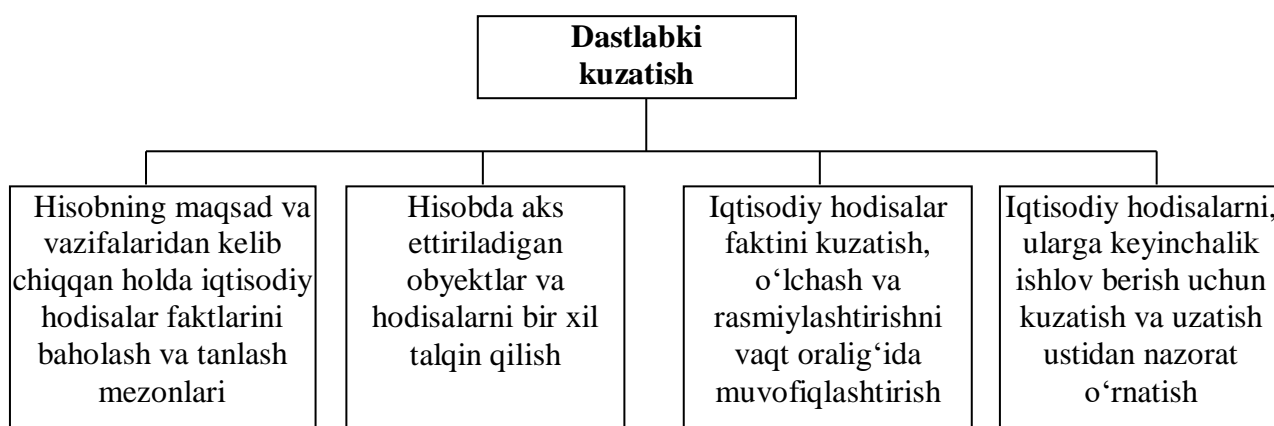 Dastlabki
kuzatish
Hisobning maqsad va
vazifalaridan kelib
chiqqan holda iqtisodiy
hodisalar faktlarini
baholash va tanlash
mezonlari
Hisobda aks
ettiriladigan
obyektlar va
hodisalarni bir xil
talqin qilish
Iqtisodiy hodisalar
faktini kuzatish,
o‘lchash va
rasmiylashtirishni
vaqt oralig‘ida
muvofiqlashtirish
Iqtisodiy hodisalarni,
ularga keyinchalik
ishlov berish uchun
kuzatish va uzatish
ustidan nazorat
o‘rnatish